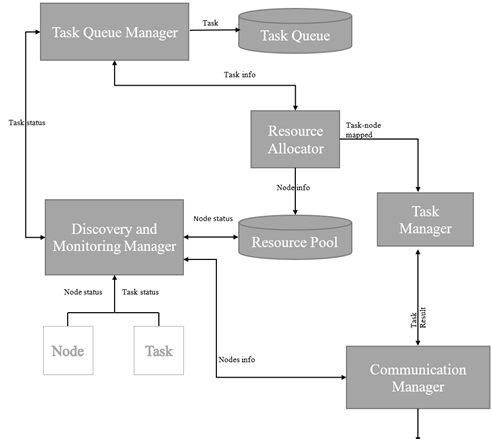 Task Queue Manager
Task
Task Queue
Task info
Task status
Resource
Allocator
Task-node
mapped
Node info
Task
Manager
Discovery and
Monitoring Manager
Node status
Resource Pool
Node status
Task status
Task
Result
Node
Task
Nodes info
Communication
Manager